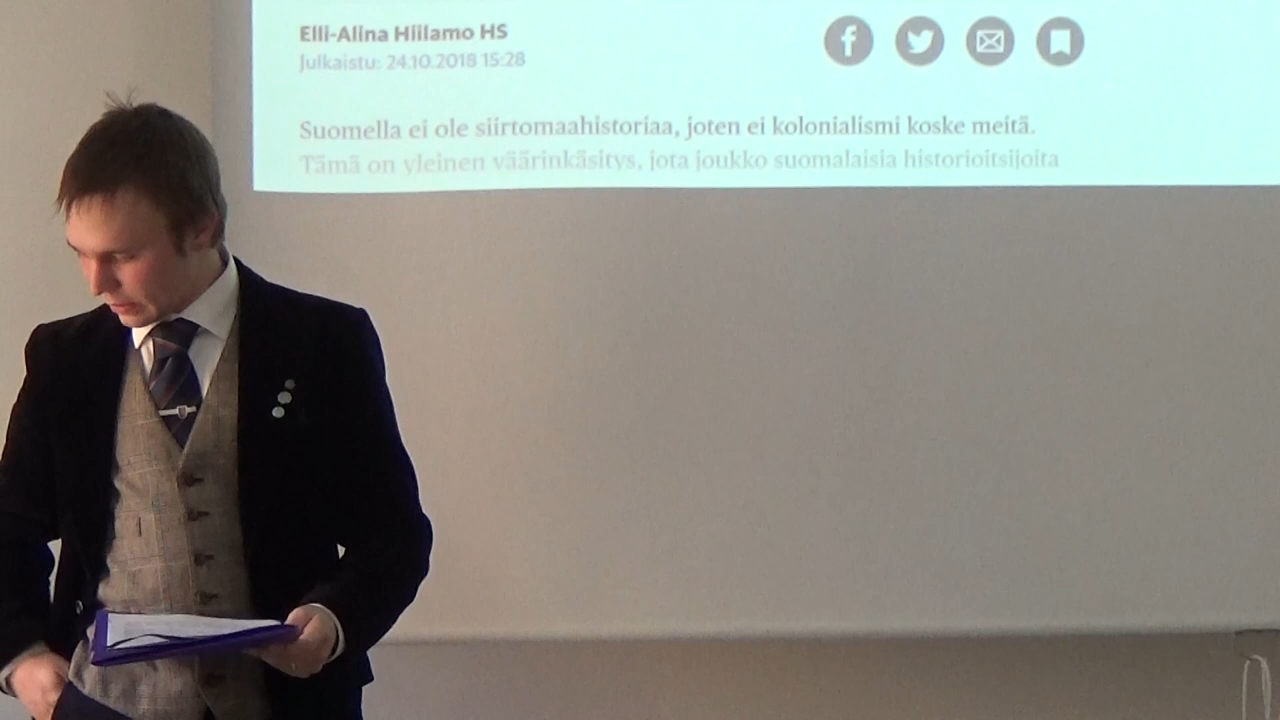 Elli-Alina Hiilamo HS
Julkaistu: 24.10.2018 15:28
Suomella ei ole siirtomaahistoriaa, joten ei kolonialismi koske meitä.
Tämä on yleinen väärinkäsitys, jota joukko suomalaisia historioitsijoita